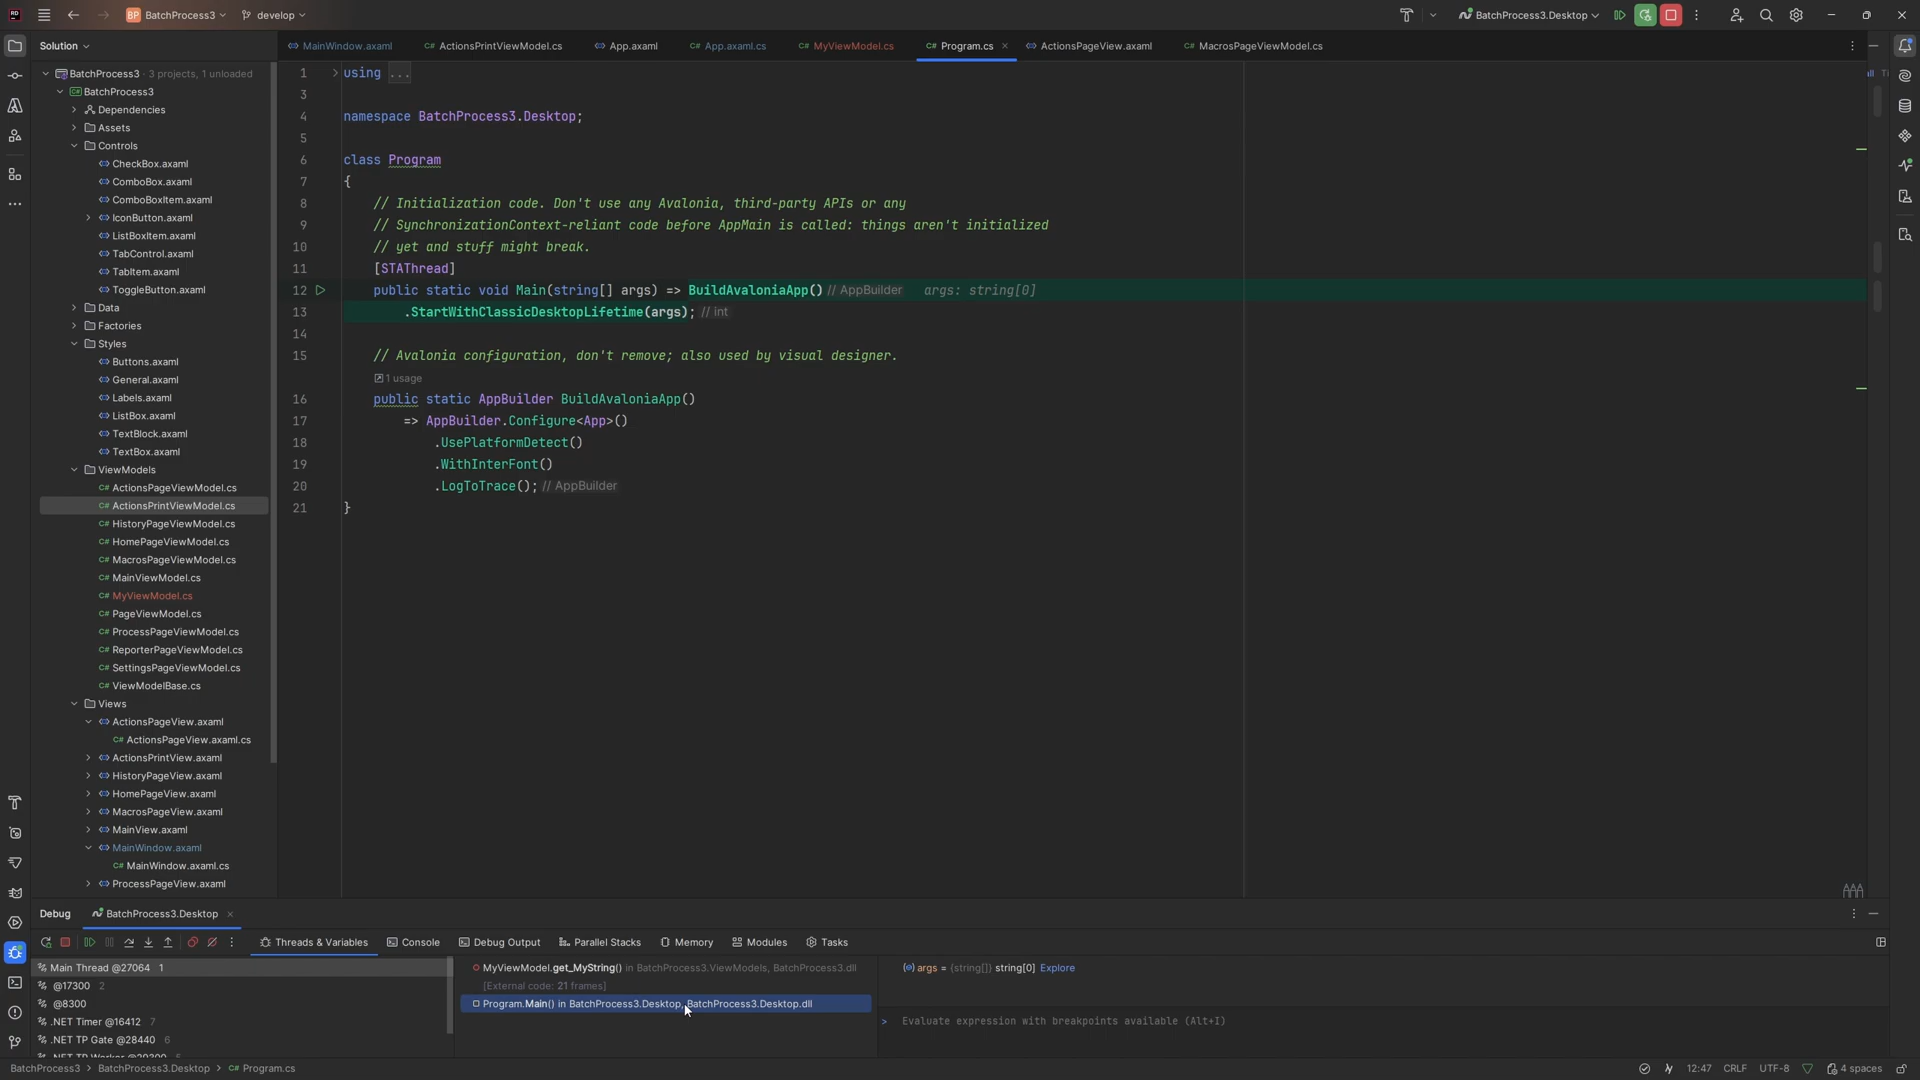 BP BatchProcess3 develop BatchProcess3.Desktop
Solution
MainWindow.axaml ActionsPrintViewModel.cs App.axaml App.axaml.cs MyViewModel.cs Program.cs ActionsPageView.axaml MacrosPageViewModel.cs
BatchProcess3 · 3 projects, 1 unloaded
BatchProcess3
Dependencies
Assets
Controls
CheckBox.axaml
ComboBox.axaml
ComboBoxItem.axaml
IconButton.axaml
ListBoxItem.axaml
TabControl.axaml
TabItem.axaml
ToggleButton.axaml
Data
Factories
Styles
Buttons.axaml
General.axaml
Labels.axaml
ListBox.axaml
TextBlock.axaml
TextBox.axaml
ViewModels
C# ActionsPageViewModel.cs
C# ActionsPrintViewModel.cs
C# HistoryPageViewModel.cs
C# HomePageViewModel.cs
C# MacrosPageViewModel.cs
C# MainViewModel.cs
C# MyViewModel.cs
C# PageViewModel.cs
C# ProcessPageViewModel.cs
C# ReporterPageViewModel.cs
C# SettingsPageViewModel.cs
C# ViewModelBase.cs
Views
ActionsPageView.axaml
C# ActionsPageView.axaml.cs
ActionsPrintView.axaml
HistoryPageView.axaml
HomePageView.axaml
MacrosPageView.axaml
MainView.axaml
MainWindow.axaml
C# MainWindow.axaml.cs
ProcessPageView.axaml
1 using ...
3
4 namespace BatchProcess3.Desktop;
5
6 class Program
7 {
8 // Initialization code. Don't use any Avalonia, third-party APIs or any
9 // SynchronizationContext-reliant code before AppMain is called: things aren't initialized
10 // yet and stuff might break.
11 [STAThread]
12 public static void Main(string[] args) => BuildAvaloniaApp() // AppBuilder args: string[0]
13 .StartWithClassicDesktopLifetime(args); // int
14
15 // Avalonia configuration, don't remove; also used by visual designer.
1 usage
16 public static AppBuilder BuildAvaloniaApp()
17 => AppBuilder.Configure<App>()
18 .UsePlatformDetect()
19 .WithInterFont()
20 .LogToTrace(); // AppBuilder
21 }
Debug BatchProcess3.Desktop
Threads & Variables Console Debug Output Parallel Stacks Memory Modules Tasks
Main Thread @27064 1
@17300 2
@8300
.NET Timer @16412 7
.NET TP Gate @28440 6
MyViewModel.get_MyString() in BatchProcess3.ViewModels, BatchProcess3.dll
[External code: 21 frames]
Program.Main() in BatchProcess3.Desktop, BatchProcess3.Desktop.dll
args = {string[]} string[0] Explore
> Evaluate expression with breakpoints available (Alt+I)
BatchProcess3 > BatchProcess3.Desktop > C# Program.cs
12:47 CRLF UTF-8 4 spaces